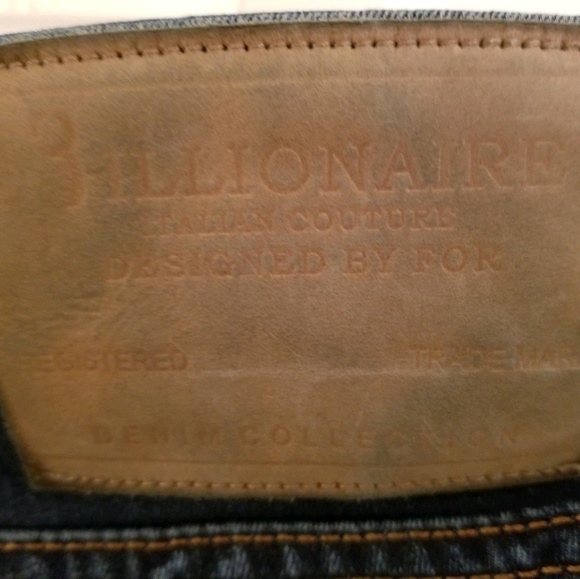 BILLIONAIRE
ITALIAN COUTURE
DESIGNED BY FOR
REGISTERED TRADE MARK
DENIM COLLECTION